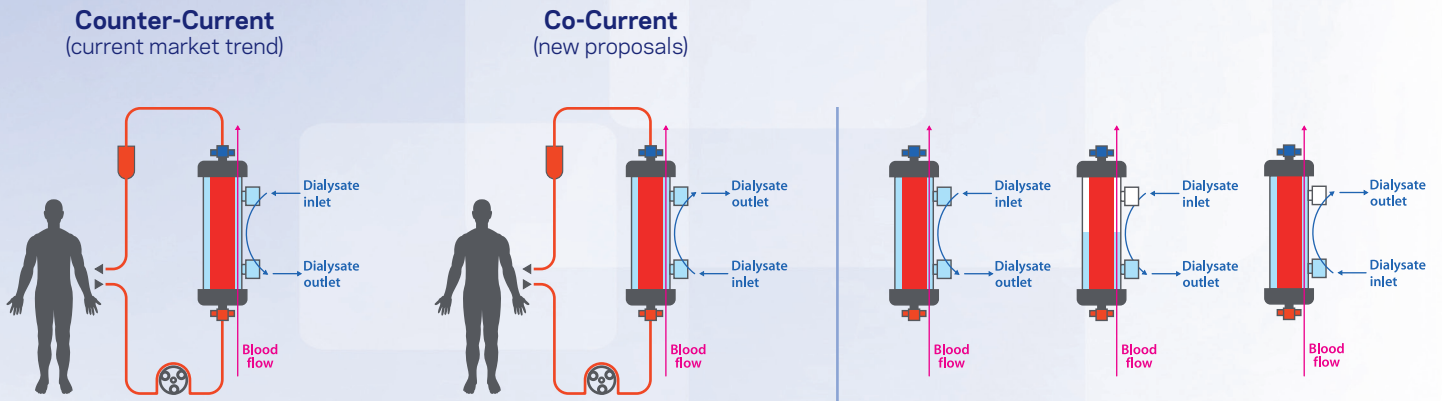 Counter-Current
(current market trend)
Co-Current
(new proposals)
Dialysate
inlet
Dialysate
outlet
Blood
flow
Dialysate
outlet
Dialysate
inlet
Blood
flow
Dialysate
inlet
Dialysate
outlet
Blood
flow
Dialysate
inlet
Dialysate
outlet
Blood
flow
Dialysate
outlet
Dialysate
inlet
Blood
flow